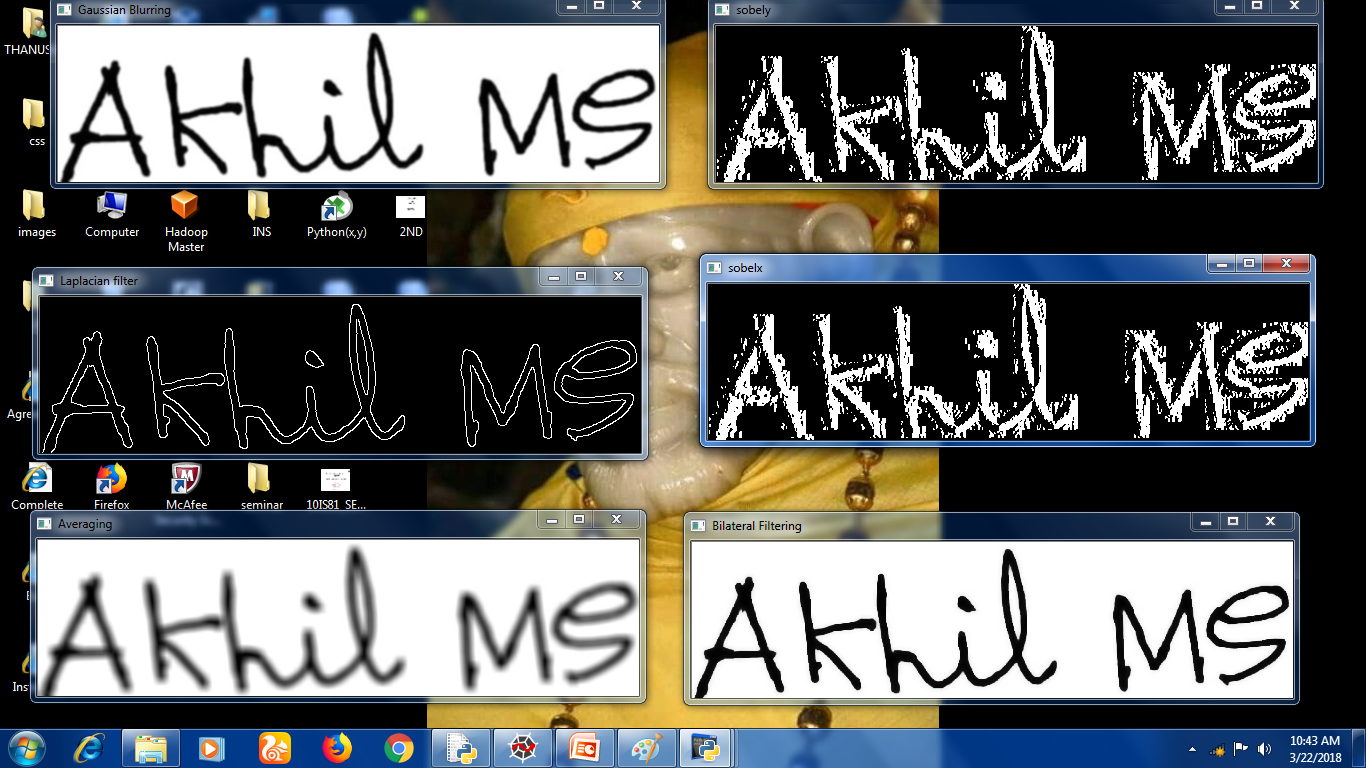 Gaussian Blurring
Akhil MS
sobely
Akhil MS
THANUS
css
images
Computer
Hadoop Master
INS
Python(x,y)
2ND
Laplacian filter
Akhil MS
sobelx
Akhil MS
Agre
Complete
Firefox
McAfee
seminar
10IS81_SE...
Averaging
Akhil MS
Bilateral Filtering
Akhil MS
Inst
10:43 AM
3/22/2018